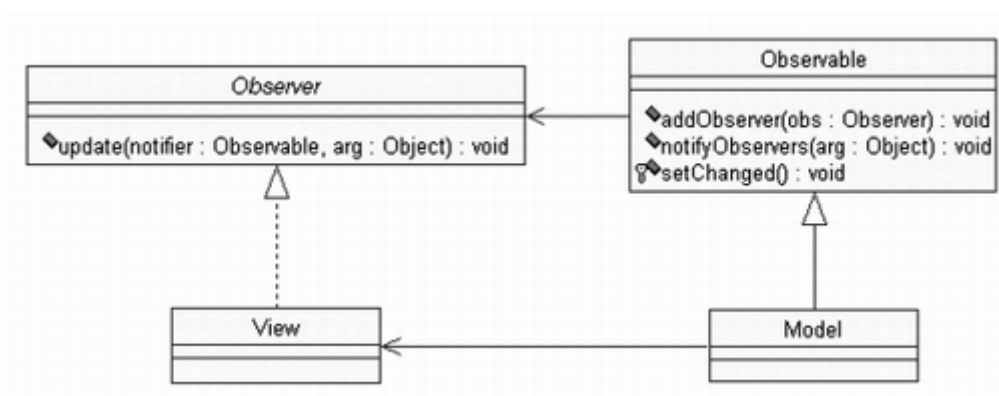 Observer
update(notifier : Observable, arg : Object) : void
Observable
addObserver(obs : Observer) : void
notifyObservers(arg : Object) : void
setChanged() : void
View
Model